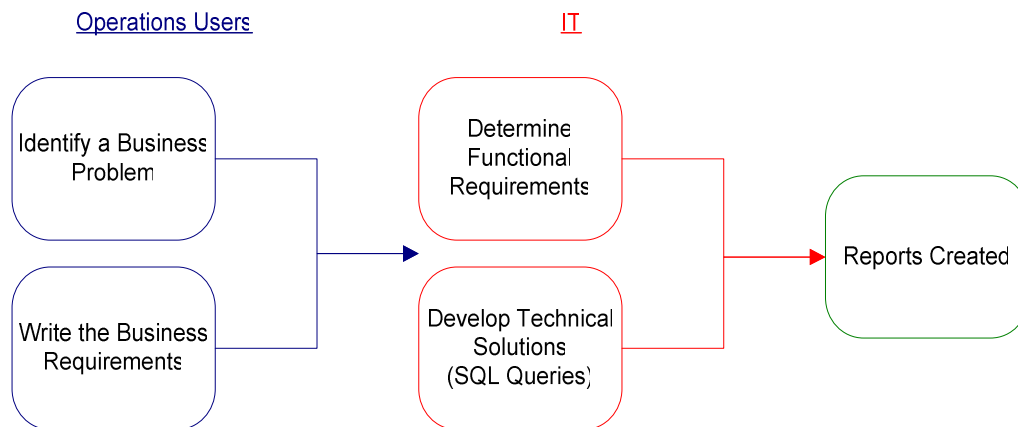 Operations Users
IT
Identify a Business
Problem
Write the Business
Requirements
Determine
Functional
Requirements
Develop Technical
Solutions
(SQL Queries)
Reports Created